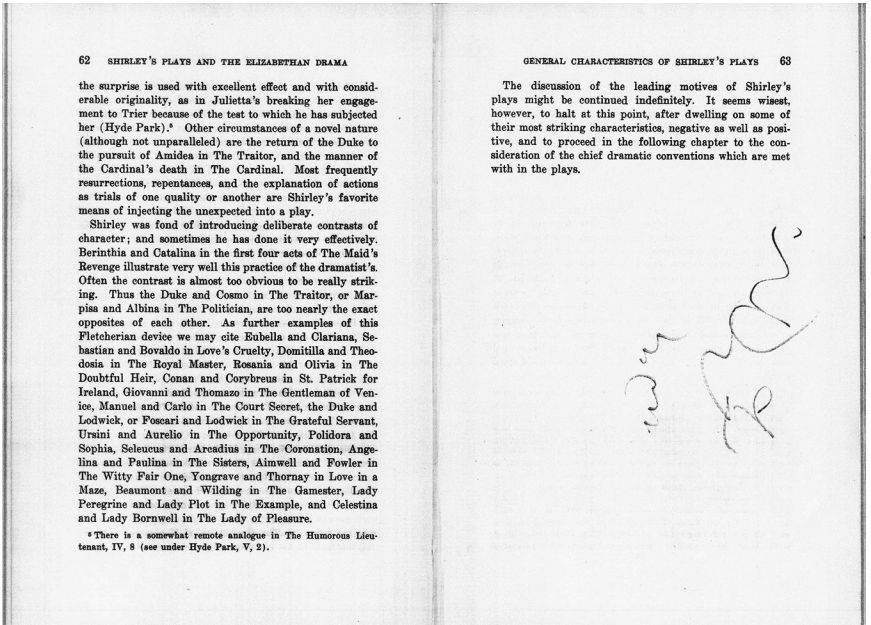 62 SHIRLEY'S PLAYS AND THE ELIZABETHAN DRAMA
the surprise is used with excellent effect and with consid-
erable originality, as in Julietta's breaking her engage-
ment to Trier because of the test to which he has subjected
her (Hyde Park).⁶ Other circumstances of a novel nature
(although not unparalleled) are the return of the Duke to
the pursuit of Amidea in The Traitor, and the manner of
the Cardinal's death in The Cardinal. Most frequently
resurrections, repentances, and the explanation of actions
as trials of one quality or another are Shirley's favorite
means of injecting the unexpected into a play.
Shirley was fond of introducing deliberate contrasts of
character; and sometimes he has done it very effectively.
Berinthia and Catalina in the first four acts of The Maid's
Revenge illustrate very well this practice of the dramatist's.
Often the contrast is almost too obvious to be really strik-
ing. Thus the Duke and Cosmo in The Traitor, or Mar-
pisa and Albina in The Politician, are too nearly the exact
opposites of each other. As further examples of this
Fletcherian device we may cite Eubella and Clariana, Se-
bastian and Bovaldo in Love's Cruelty, Domitilla and Theo-
dosia in The Royal Master, Rosania and Olivia in The
Doubtful Heir, Conan and Corybreus in St. Patrick for
Ireland, Giovanni and Thomazo in The Gentleman of Ven-
ice, Manuel and Carlo in The Court Secret, the Duke and
Lodwick, or Foscari and Lodwick in The Grateful Servant,
Ursini and Aurelio in The Opportunity, Polidora and
Sophia, Seleucus and Arcadius in The Coronation, Ange-
lina and Paulina in The Sisters, Aimwell and Fowler in
The Witty Fair One, Yongrave and Thornay in Love in a
Maze, Beaumont and Wilding in The Gamester, Lady
Peregrine and Lady Plot in The Example, and Celestina
and Lady Bornwell in The Lady of Pleasure.
⁶ There is a somewhat remote analogue in The Humorous Lieu-
tenant, IV, 8 (see under Hyde Park, V, 2).
GENERAL CHARACTERISTICS OF SHIRLEY'S PLAYS 63
The discussion of the leading motives of Shirley's
plays might be continued indefinitely. It seems wisest,
however, to halt at this point, after dwelling on some of
their most striking characteristics, negative as well as posi-
tive, and to proceed in the following chapter to the con-
sideration of the chief dramatic conventions which are met
with in the plays.